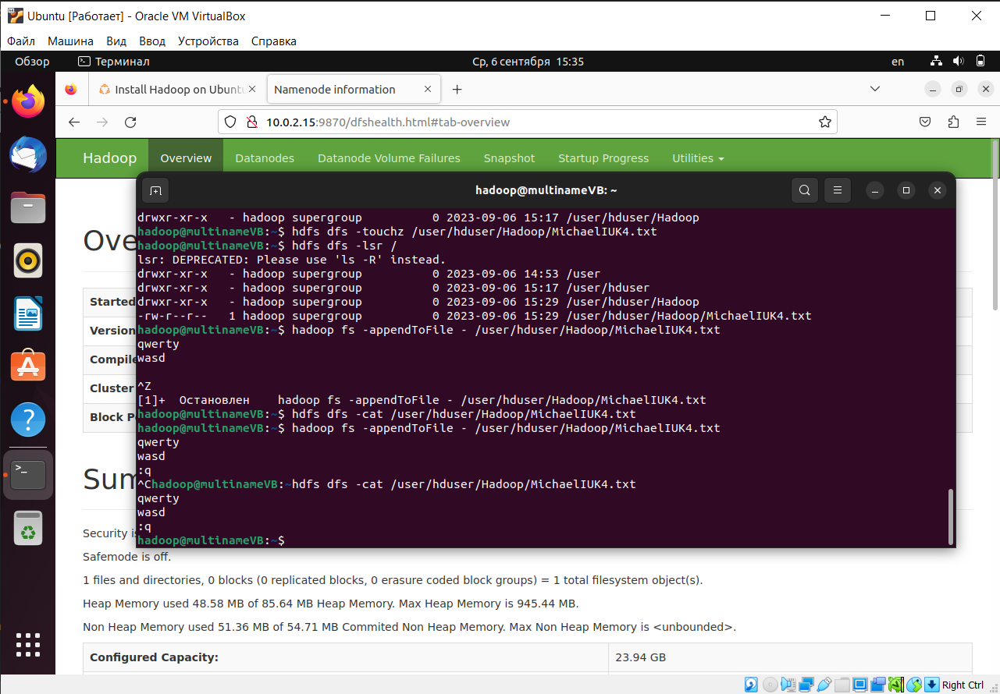 Ubuntu [Работает] - Oracle VM VirtualBox
Файл Машина Вид Ввод Устройства Справка
Обзор Терминал Ср, 6 сентября 15:35 en
Install Hadoop on Ubuntu Namenode information
10.0.2.15:9870/dfshealth.html#tab-overview
Hadoop Overview Datanodes Datanode Volume Failures Snapshot Startup Progress Utilities
hadoop@multinameVB: ~
drwxr-xr-x   - hadoop supergroup          0 2023-09-06 15:17 /user/hduser/Hadoop
hadoop@multinameVB:~$ hdfs dfs -touchz /user/hduser/Hadoop/MichaelIUK4.txt
hadoop@multinameVB:~$ hdfs dfs -lsr /
lsr: DEPRECATED: Please use 'ls -R' instead.
drwxr-xr-x   - hadoop supergroup          0 2023-09-06 14:53 /user
drwxr-xr-x   - hadoop supergroup          0 2023-09-06 15:17 /user/hduser
drwxr-xr-x   - hadoop supergroup          0 2023-09-06 15:29 /user/hduser/Hadoop
-rw-r--r--   1 hadoop supergroup          0 2023-09-06 15:29 /user/hduser/Hadoop/MichaelIUK4.txt
hadoop@multinameVB:~$ hadoop fs -appendToFile - /user/hduser/Hadoop/MichaelIUK4.txt
qwerty
wasd
^Z
[1]+  Остановлен    hadoop fs -appendToFile - /user/hduser/Hadoop/MichaelIUK4.txt
hadoop@multinameVB:~$ hdfs dfs -cat /user/hduser/Hadoop/MichaelIUK4.txt
hadoop@multinameVB:~$ hadoop fs -appendToFile - /user/hduser/Hadoop/MichaelIUK4.txt
qwerty
wasd
:q
^Chadoop@multinameVB:~hdfs dfs -cat /user/hduser/Hadoop/MichaelIUK4.txt
qwerty
wasd
:q
hadoop@multinameVB:~$
Ove
Started
Version
Compile
Cluster
Block P
Sum
Security is
Safemode is off.
1 files and directories, 0 blocks (0 replicated blocks, 0 erasure coded block groups) = 1 total filesystem object(s).
Heap Memory used 48.58 MB of 85.64 MB Heap Memory. Max Heap Memory is 945.44 MB.
Non Heap Memory used 51.36 MB of 54.71 MB Commited Non Heap Memory. Max Non Heap Memory is <unbounded>.
Configured Capacity: 23.94 GB
Right Ctrl